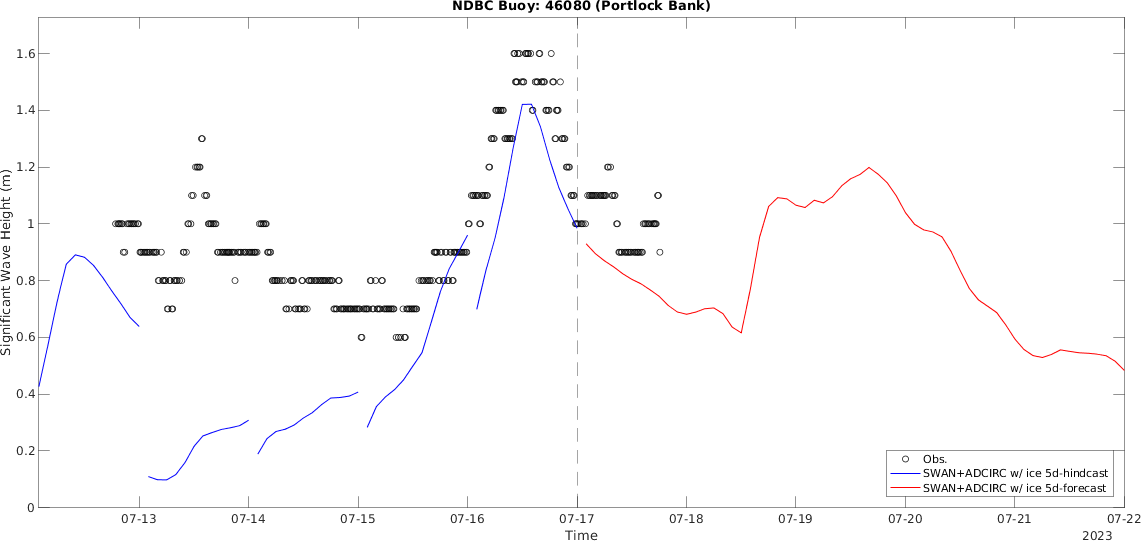 NDBC Buoy: 46080 (Portlock Bank)
Significant Wave Height (m)
1.6
1.4
1.2
1
0.8
0.6
0.4
0.2
0
Obs.
SWAN+ADCIRC w/ ice 5d-hindcast
SWAN+ADCIRC w/ ice 5d-forecast
07-13 07-14 07-15 07-16 07-17 07-18 07-19 07-20 07-21 07-22
Time
2023